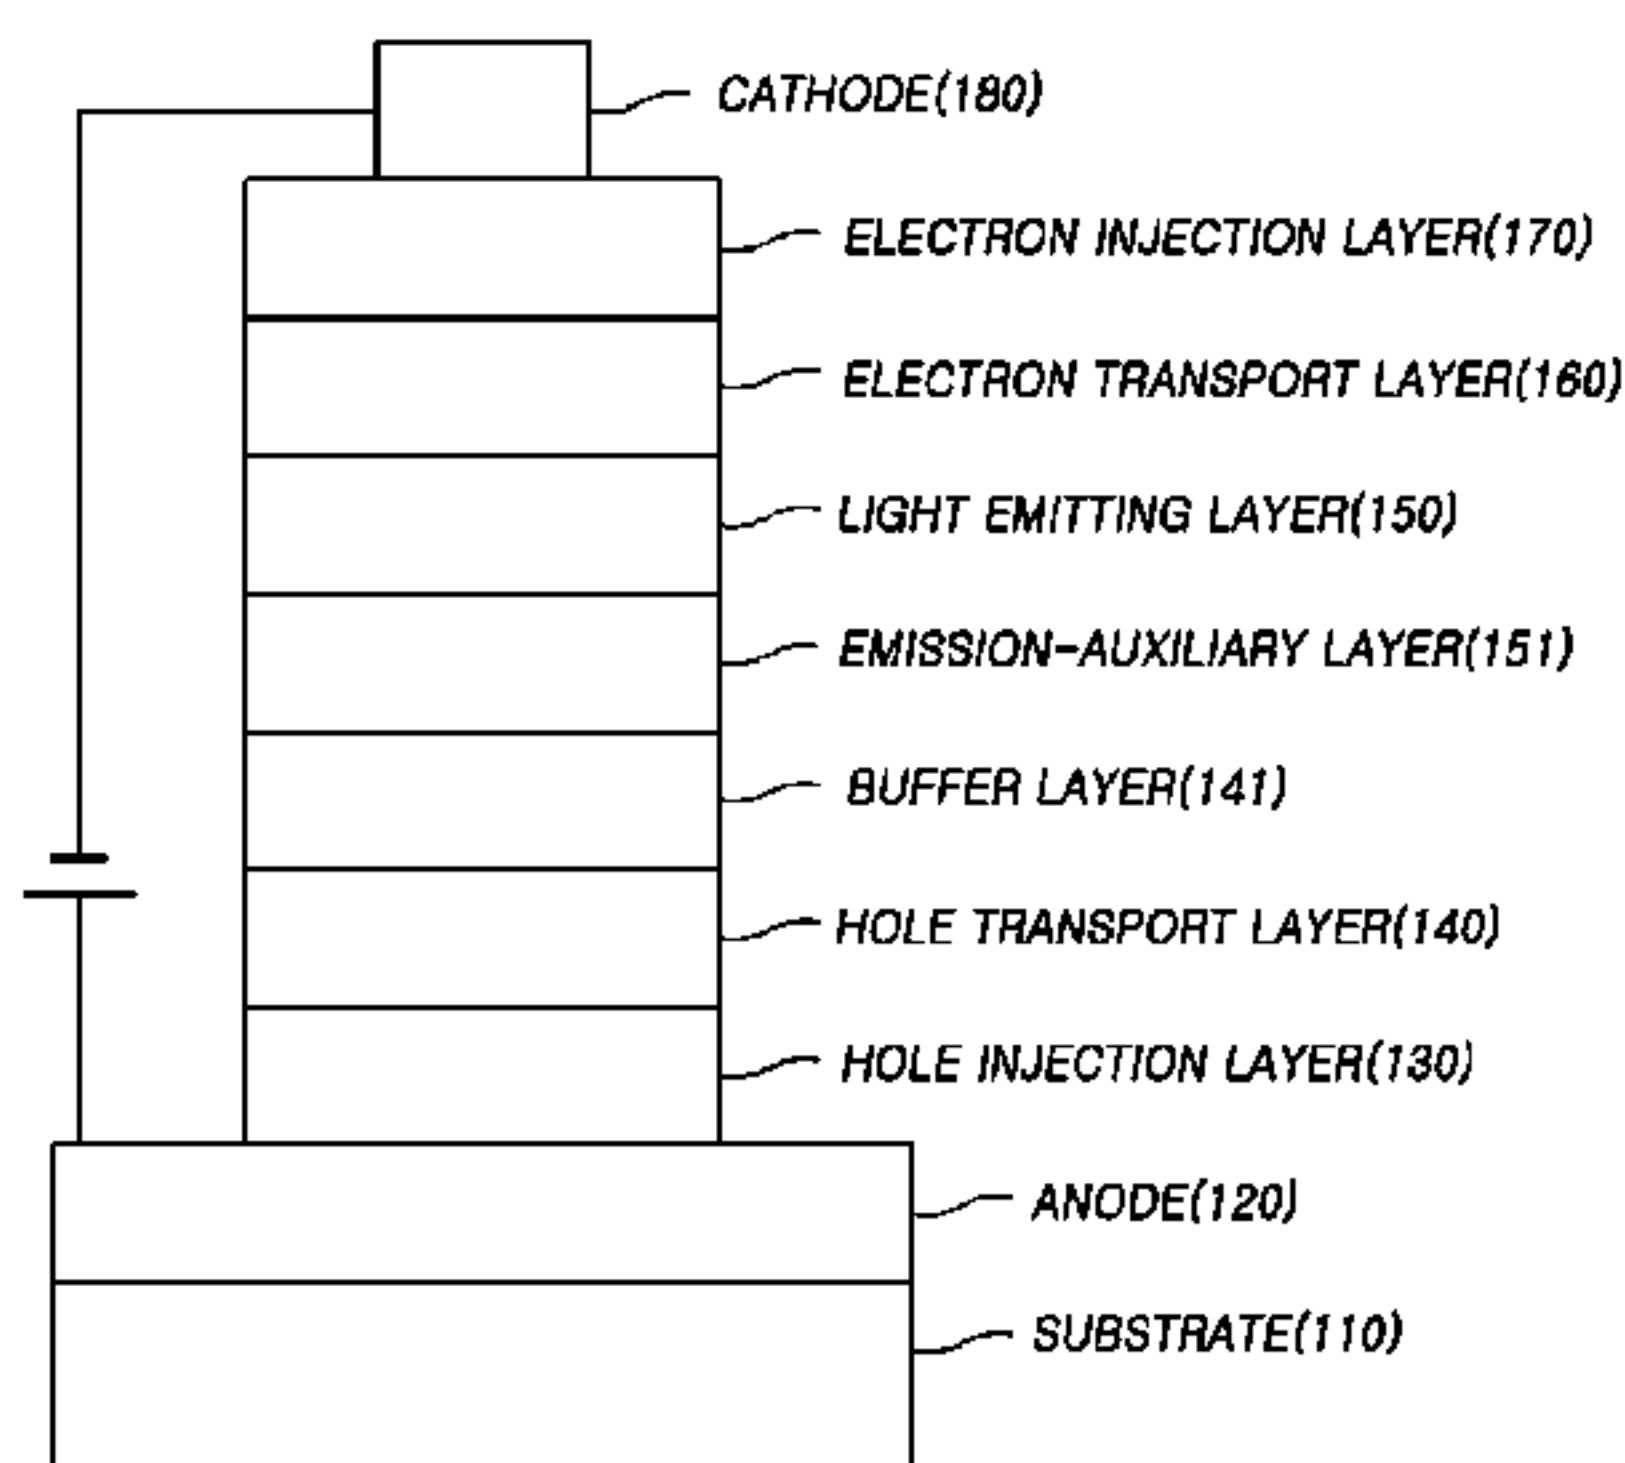 CATHODE(180)
ELECTRON INJECTION LAYER(170)
ELECTRON TRANSPORT LAYER(160)
LIGHT EMITTING LAYER(150)
EMISSION-AUXILIARY LAYER(151)
BUFFER LAYER(141)
HOLE TRANSPORT LAYER(140)
HOLE INJECTION LAYER(130)
ANODE(120)
SUBSTRATE(110)